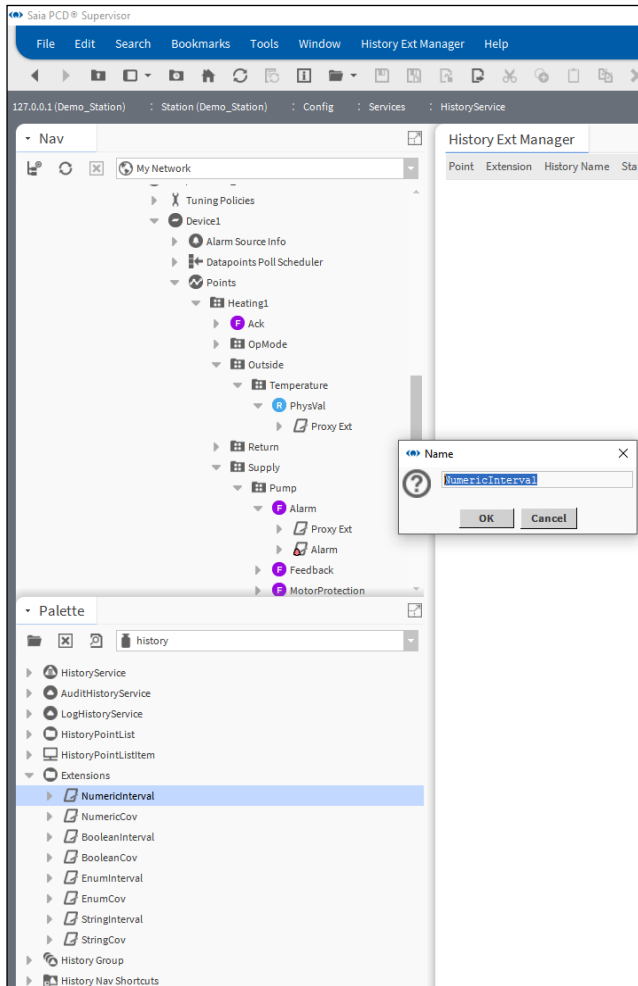 Saia PCD® Supervisor
File Edit Search Bookmarks Tools Window History Ext Manager Help
127.0.0.1 (Demo_Station) : Station (Demo_Station) : Config : Services : HistoryService
Nav
My Network
Tuning Policies
Device1
Alarm Source Info
Datapoints Poll Scheduler
Points
Heating1
F Ack
OpMode
Outside
Temperature
R PhysVal
Proxy Ext
Return
Supply
Pump
F Alarm
Proxy Ext
Alarm
F Feedback
F MotorProtection
History Ext Manager
Point Extension History Name Sta
Name
NumericInterval
OK Cancel
Palette
history
HistoryService
AuditHistoryService
LogHistoryService
HistoryPointList
HistoryPointListItem
Extensions
NumericInterval
NumericCov
BooleanInterval
BooleanCov
EnumInterval
EnumCov
StringInterval
StringCov
History Group
History Nav Shortcuts